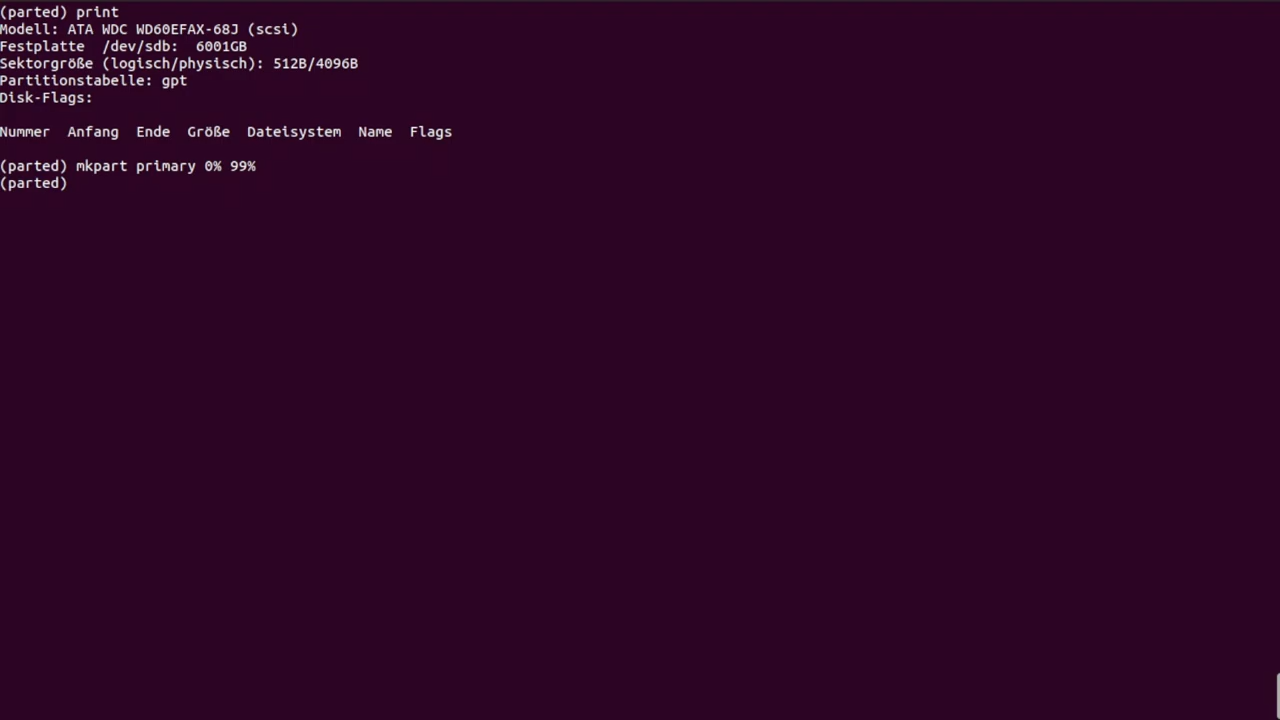 (parted) print
Modell: ATA WDC WD60EFAX-68J (scsi)
Festplatte  /dev/sdb:  6001GB
Sektorgröße (logisch/physisch): 512B/4096B
Partitionstabelle: gpt
Disk-Flags:
Nummer  Anfang  Ende  Größe  Dateisystem  Name  Flags
(parted) mkpart primary 0% 99%
(parted)